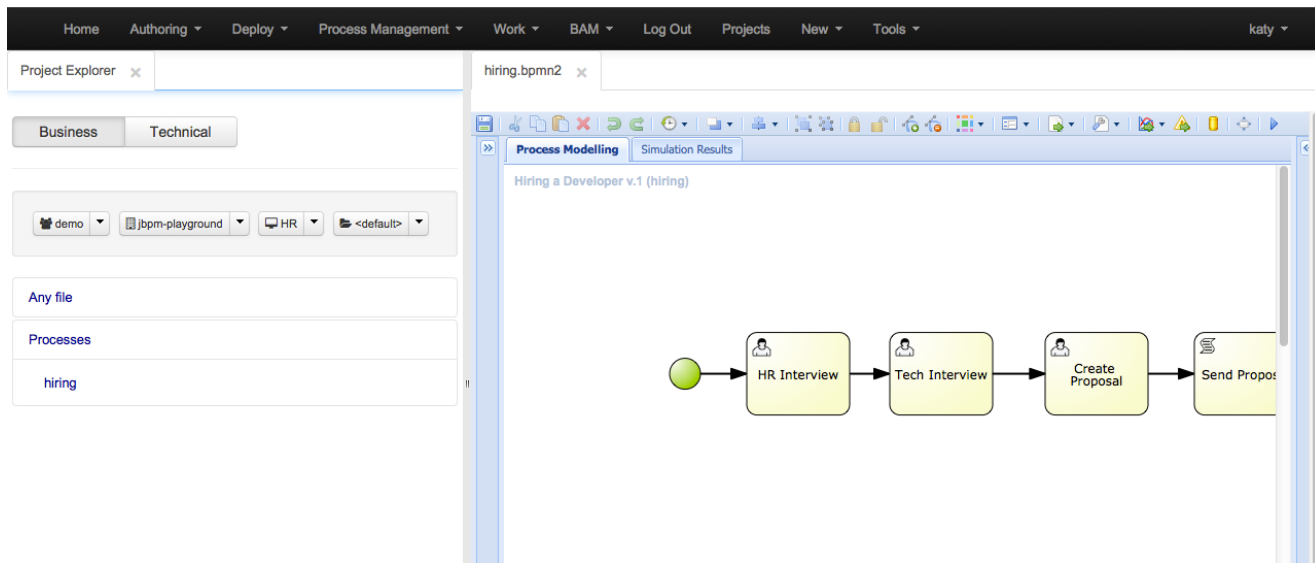 Home Authoring Deploy Process Management Work BAM Log Out Projects New Tools katy
Project Explorer
hiring.bpmn2
Business Technical
Process Modelling Simulation Results
Hiring a Developer v.1 (hiring)
demo jbpm-playground HR <default>
Any file
Processes
hiring
HR Interview
Tech Interview
Create
Proposal
Send